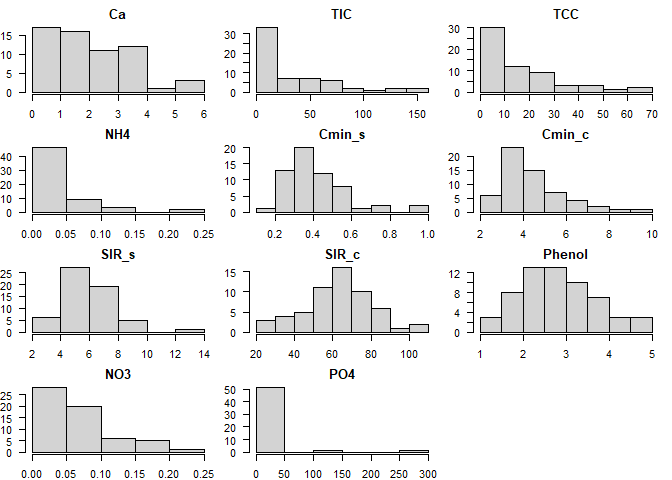 Ca TIC TCC
15 10 5 0
0 1 2 3 4 5 6
30 20 10 0
0 50 100 150
30 20 10 0
0 10 20 30 40 50 60 70
NH4 Cmin_s Cmin_c
40 30 20 10 0
0.00 0.05 0.10 0.15 0.20 0.25
20 15 10 5 0
0.2 0.4 0.6 0.8 1.0
20 15 10 5 0
2 4 6 8 10
SIR_s SIR_c Phenol
25 20 15 10 5 0
2 4 6 8 10 12 14
15 10 5 0
20 40 60 80 100
12 8 4 0
1 2 3 4 5
NO3 PO4
25 20 15 10 5 0
0.00 0.05 0.10 0.15 0.20 0.25
50 40 30 20 10 0
0 50 100 150 200 250 300